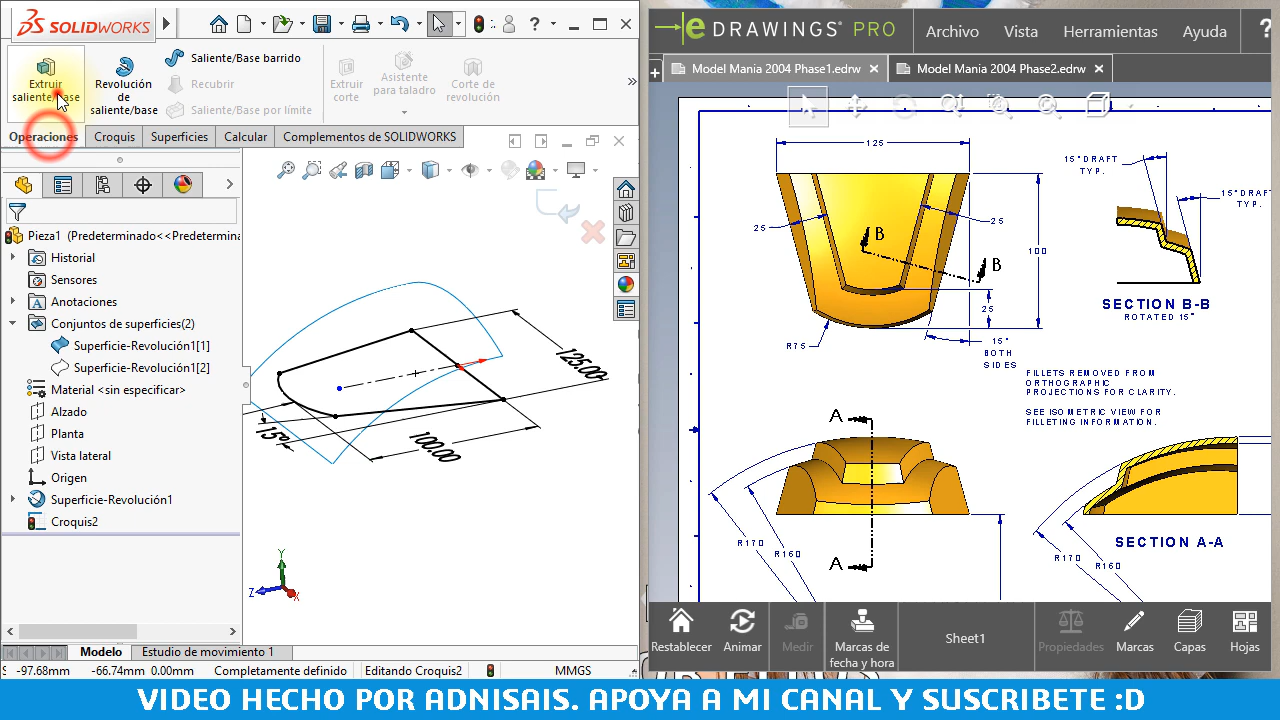 SOLIDWORKS
Extruir
saliente/base
Revolución
de
saliente/base
Saliente/Base barrido
Recubrir
Saliente/Base por límite
Extruir
corte
Asistente
para taladro
Corte de
revolución
Operaciones
Croquis
Superficies
Calcular
Complementos de SOLIDWORKS
Pieza1 (Predeterminado<<Predetermina
Historial
Sensores
Anotaciones
Conjuntos de superficies(2)
Superficie-Revolución1[1]
Superficie-Revolución1[2]
Material <sin especificar>
Alzado
Planta
Vista lateral
Origen
Superficie-Revolución1
Croquis2
125.00
100.00
15°
Y
Z
X
Modelo
Estudio de movimiento 1
-97.68mm
-66.74mm 0.00mm
Completamente definido
Editando Croquis2
MMGS
eDRAWINGS® PRO
Archivo
Vista
Herramientas
Ayuda
?
Model Mania 2004 Phase1.edrw
Model Mania 2004 Phase2.edrw
125
25
25
B
B
100
25
R75
15°
BOTH
SIDES
15°DRAFT
TYP.
15°DRAF
TYP.
SECTION B-B
ROTATED 15°
FILLETS REMOVED FROM
ORTHOGRAPHIC
PROJECTIONS FOR CLARITY.
SEE ISOMETRIC VIEW FOR
FILLETING INFORMATION.
A
A
R170
R160
SECTION A-A
R170
R160
Restablecer
Animar
Medir
Marcas de
fecha y hora
Sheet1
Propiedades
Marcas
Capas
Hojas
VIDEO HECHO POR ADNISAIS. APOYA A MI CANAL Y SUSCRIBETE :D